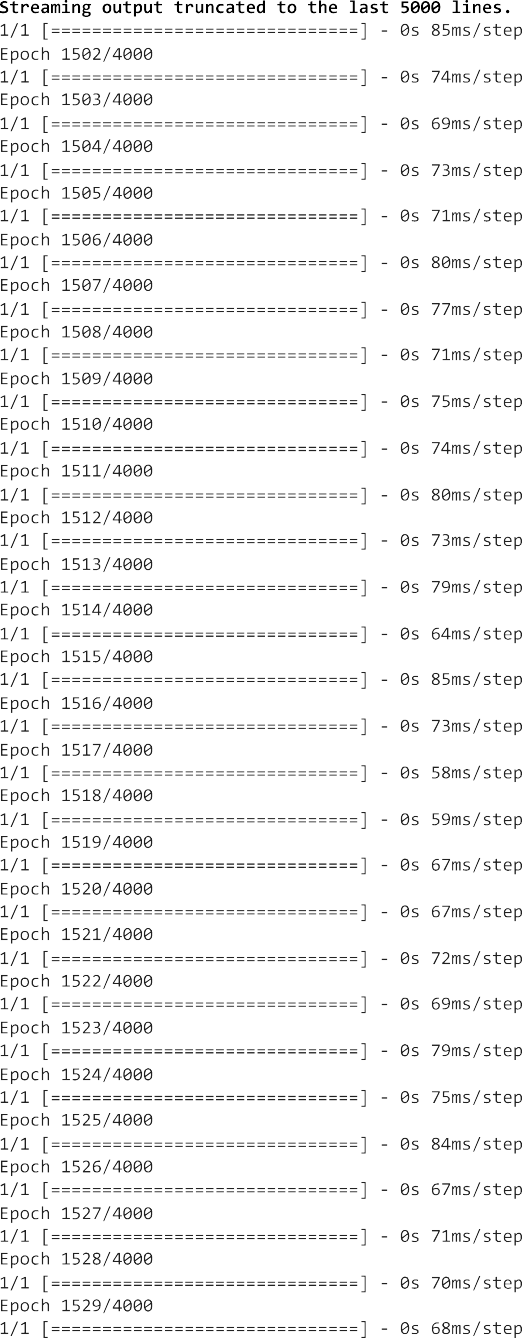 Streaming output truncated to the last 5000 lines.
1/1 [==============================] - 0s 85ms/step
Epoch 1502/4000
1/1 [==============================] - 0s 74ms/step
Epoch 1503/4000
1/1 [==============================] - 0s 69ms/step
Epoch 1504/4000
1/1 [==============================] - 0s 73ms/step
Epoch 1505/4000
1/1 [==============================] - 0s 71ms/step
Epoch 1506/4000
1/1 [==============================] - 0s 80ms/step
Epoch 1507/4000
1/1 [==============================] - 0s 77ms/step
Epoch 1508/4000
1/1 [==============================] - 0s 71ms/step
Epoch 1509/4000
1/1 [==============================] - 0s 75ms/step
Epoch 1510/4000
1/1 [==============================] - 0s 74ms/step
Epoch 1511/4000
1/1 [==============================] - 0s 80ms/step
Epoch 1512/4000
1/1 [==============================] - 0s 73ms/step
Epoch 1513/4000
1/1 [==============================] - 0s 79ms/step
Epoch 1514/4000
1/1 [==============================] - 0s 64ms/step
Epoch 1515/4000
1/1 [==============================] - 0s 85ms/step
Epoch 1516/4000
1/1 [==============================] - 0s 73ms/step
Epoch 1517/4000
1/1 [==============================] - 0s 58ms/step
Epoch 1518/4000
1/1 [==============================] - 0s 59ms/step
Epoch 1519/4000
1/1 [==============================] - 0s 67ms/step
Epoch 1520/4000
1/1 [==============================] - 0s 67ms/step
Epoch 1521/4000
1/1 [==============================] - 0s 72ms/step
Epoch 1522/4000
1/1 [==============================] - 0s 69ms/step
Epoch 1523/4000
1/1 [==============================] - 0s 79ms/step
Epoch 1524/4000
1/1 [==============================] - 0s 75ms/step
Epoch 1525/4000
1/1 [==============================] - 0s 84ms/step
Epoch 1526/4000
1/1 [==============================] - 0s 67ms/step
Epoch 1527/4000
1/1 [==============================] - 0s 71ms/step
Epoch 1528/4000
1/1 [==============================] - 0s 70ms/step
Epoch 1529/4000
1/1 [==============================] - 0s 68ms/step